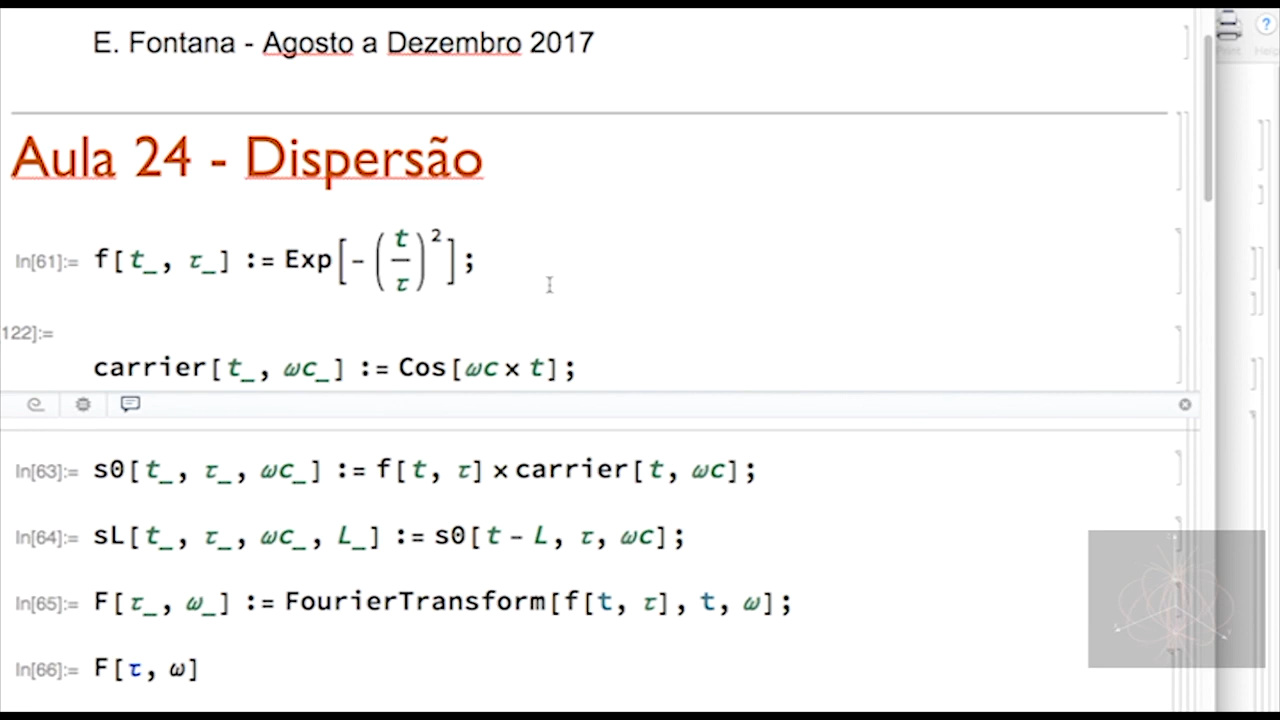 E. Fontana - Agosto a Dezembro 2017
Print Help
Aula 24 - Dispersão
In[61]:= f[t_, τ_] := Exp[-(t/τ)^2];
122]:=
carrier[t_, ωc_] := Cos[ωc × t];
In[63]:= s0[t_, τ_, ωc_] := f[t, τ] × carrier[t, ωc];
In[64]:= sL[t_, τ_, ωc_, L_] := s0[t - L, τ, ωc];
In[65]:= F[τ_, ω_] := FourierTransform[f[t, τ], t, ω];
In[66]:= F[τ, ω]